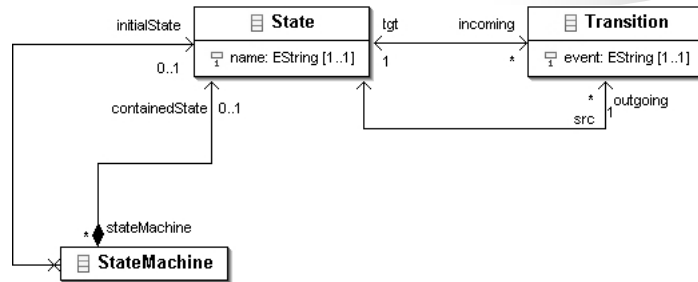 initialState
State
tgt
incoming
Transition
name: EString [1..1]
event: EString [1..1]
0..1
1
*
containedState
0..1
*
outgoing
src
1
*
stateMachine
StateMachine